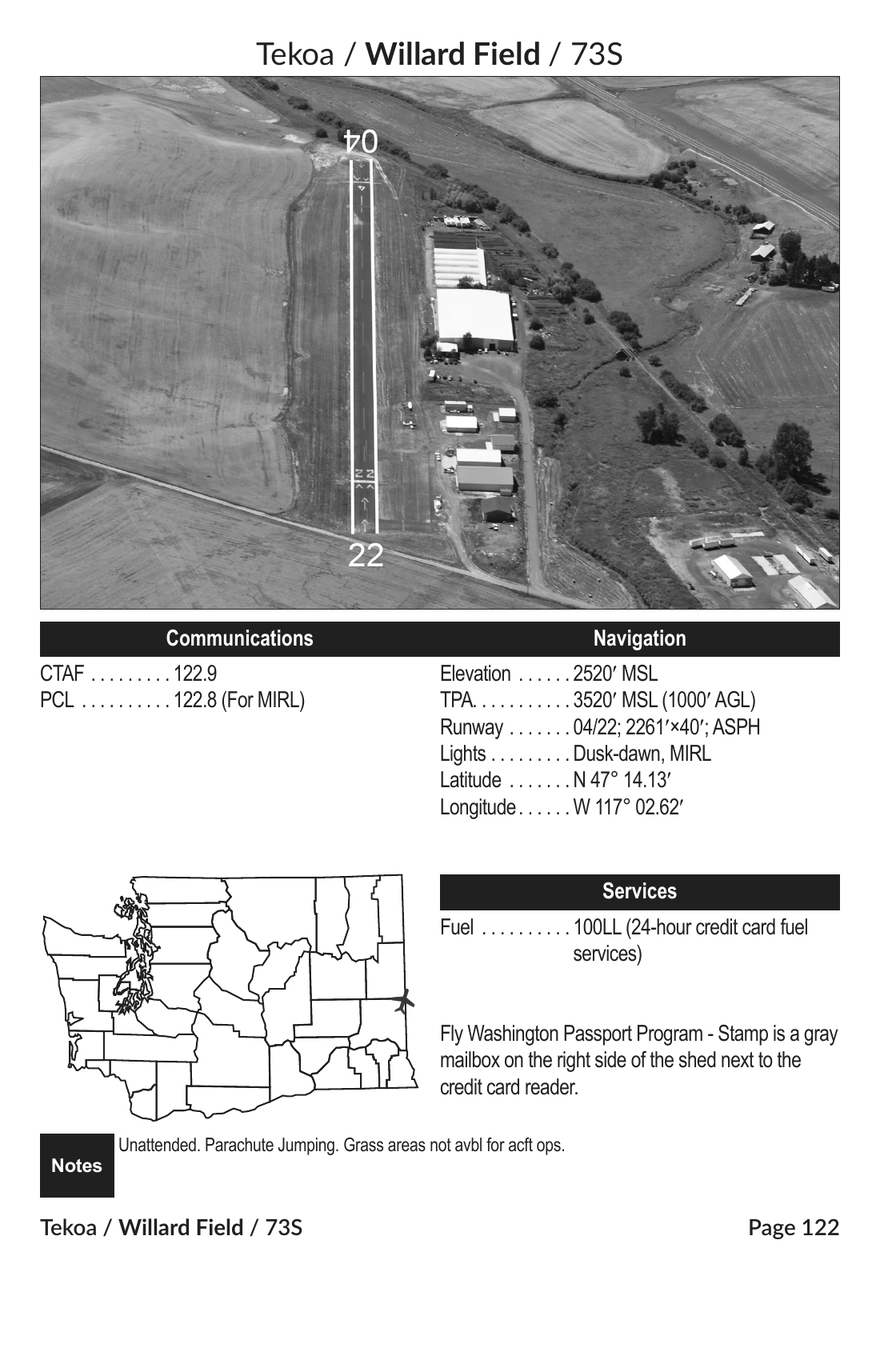 Tekoa / Willard Field / 73S
04
22
22
Communications
Navigation
CTAF . . . . . . . . . 122.9
PCL . . . . . . . . . . 122.8 (For MIRL)
Elevation . . . . . . 2520′ MSL
TPA. . . . . . . . . . . 3520′ MSL (1000′ AGL)
Runway . . . . . . . 04/22; 2261′×40′; ASPH
Lights . . . . . . . . . Dusk-dawn, MIRL
Latitude . . . . . . . N 47° 14.13′
Longitude . . . . . . W 117° 02.62′
Services
Fuel . . . . . . . . . . 100LL (24-hour credit card fuel
services)
Fly Washington Passport Program - Stamp is a gray
mailbox on the right side of the shed next to the
credit card reader.
Notes
Unattended. Parachute Jumping. Grass areas not avbl for acft ops.
Tekoa / Willard Field / 73S
Page 122